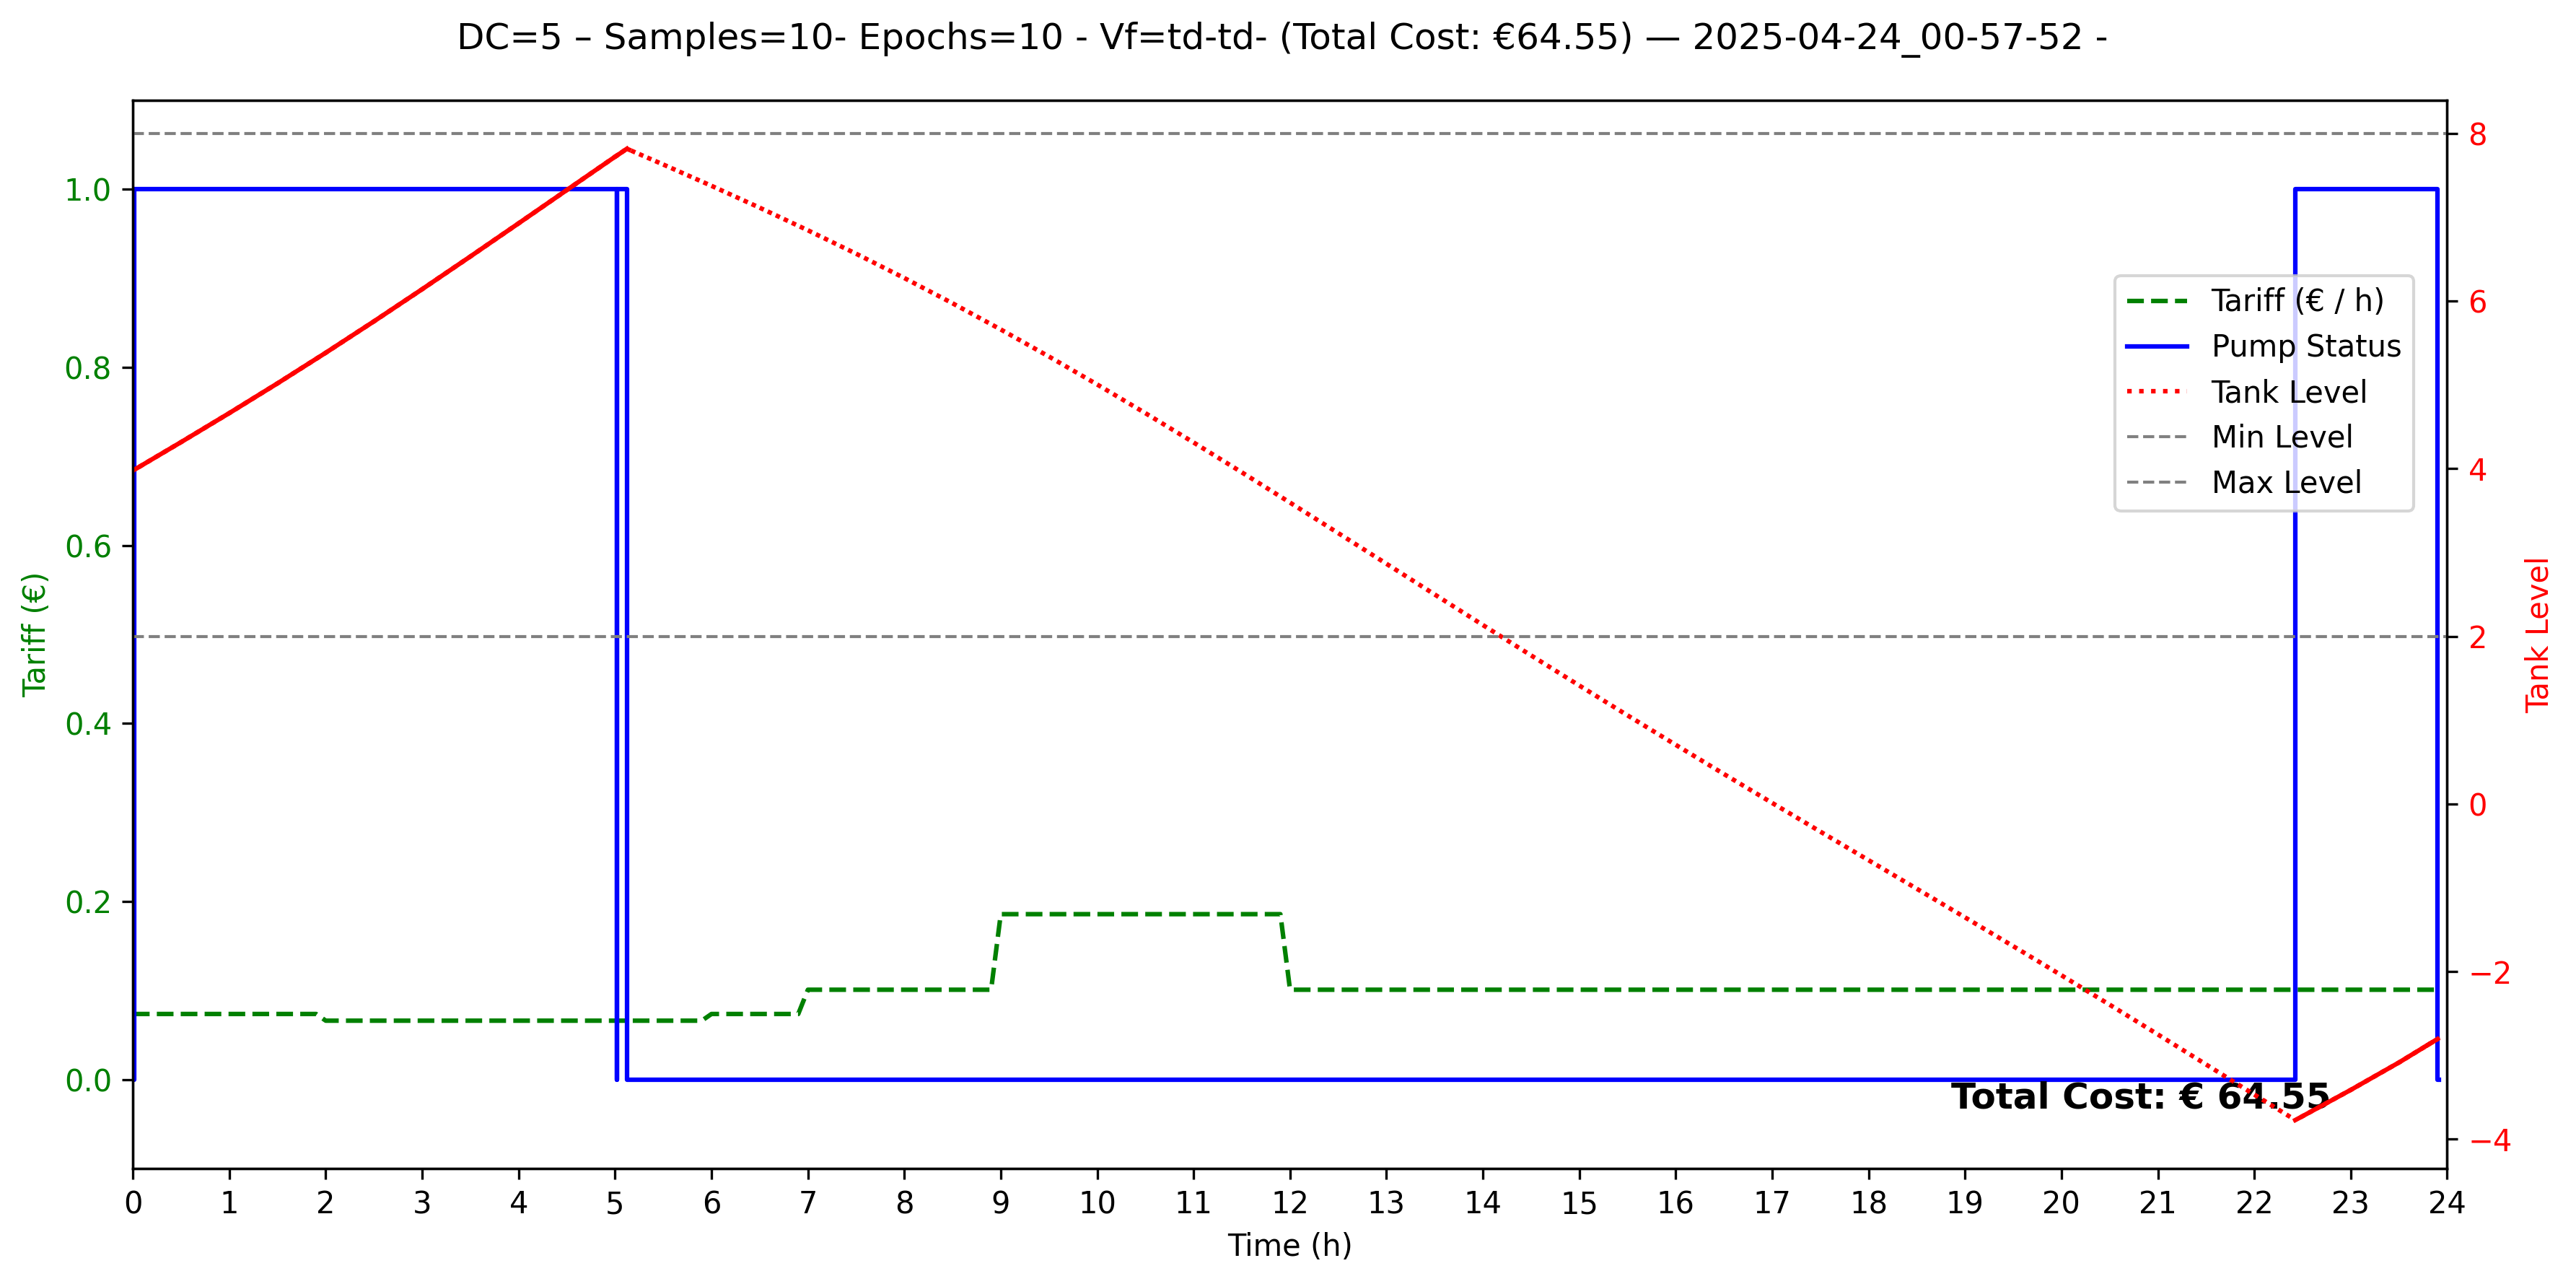 DC=5 – Samples=10- Epochs=10 - Vf=td-td- (Total Cost: €64.55) — 2025-04-24_00-57-52 -
1.0
0.8
0.6
0.4
0.2
0.0
Tariff (€)
8
6
4
2
0
−2
−4
Tank Level
Tariff (€ / h)
Pump Status
Tank Level
Min Level
Max Level
Total Cost: € 64.55
0 1 2 3 4 5 6 7 8 9 10 11 12 13 14 15 16 17 18 19 20 21 22 23 24
Time (h)